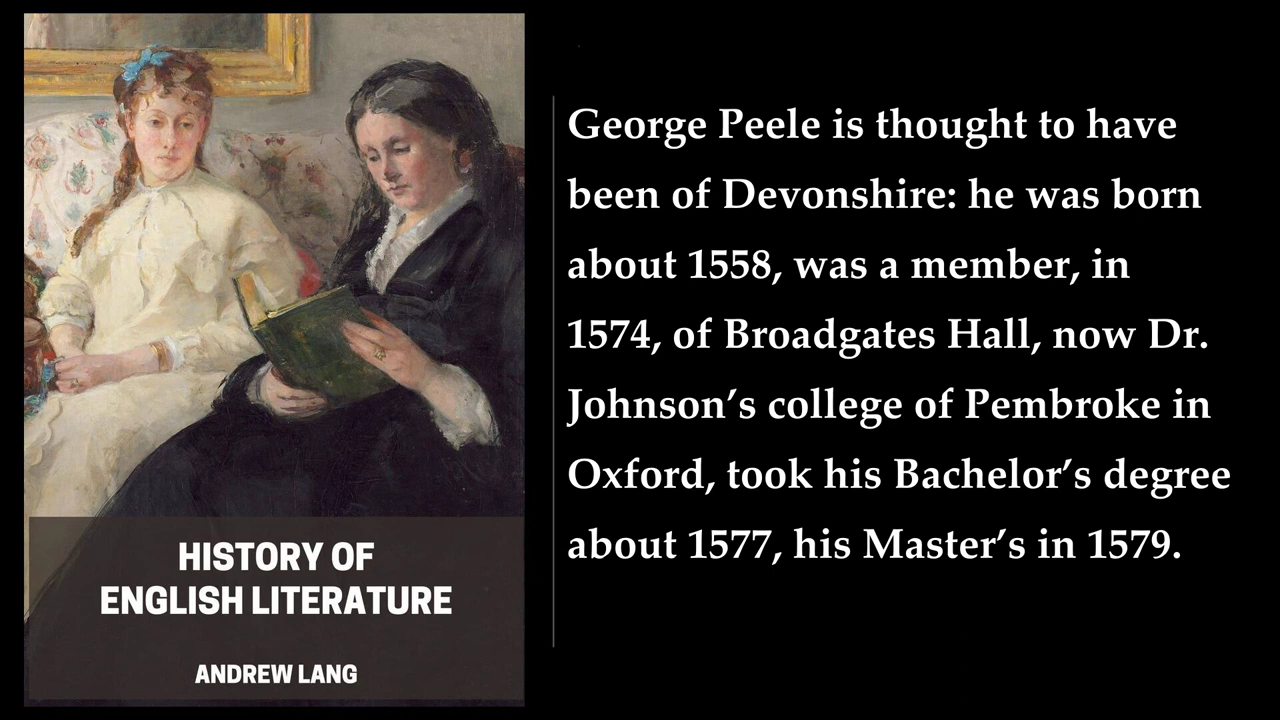 HISTORY OF
ENGLISH LITERATURE
ANDREW LANG
George Peele is thought to have
been of Devonshire: he was born
about 1558, was a member, in
1574, of Broadgates Hall, now Dr.
Johnson’s college of Pembroke in
Oxford, took his Bachelor’s degree
about 1577, his Master’s in 1579.